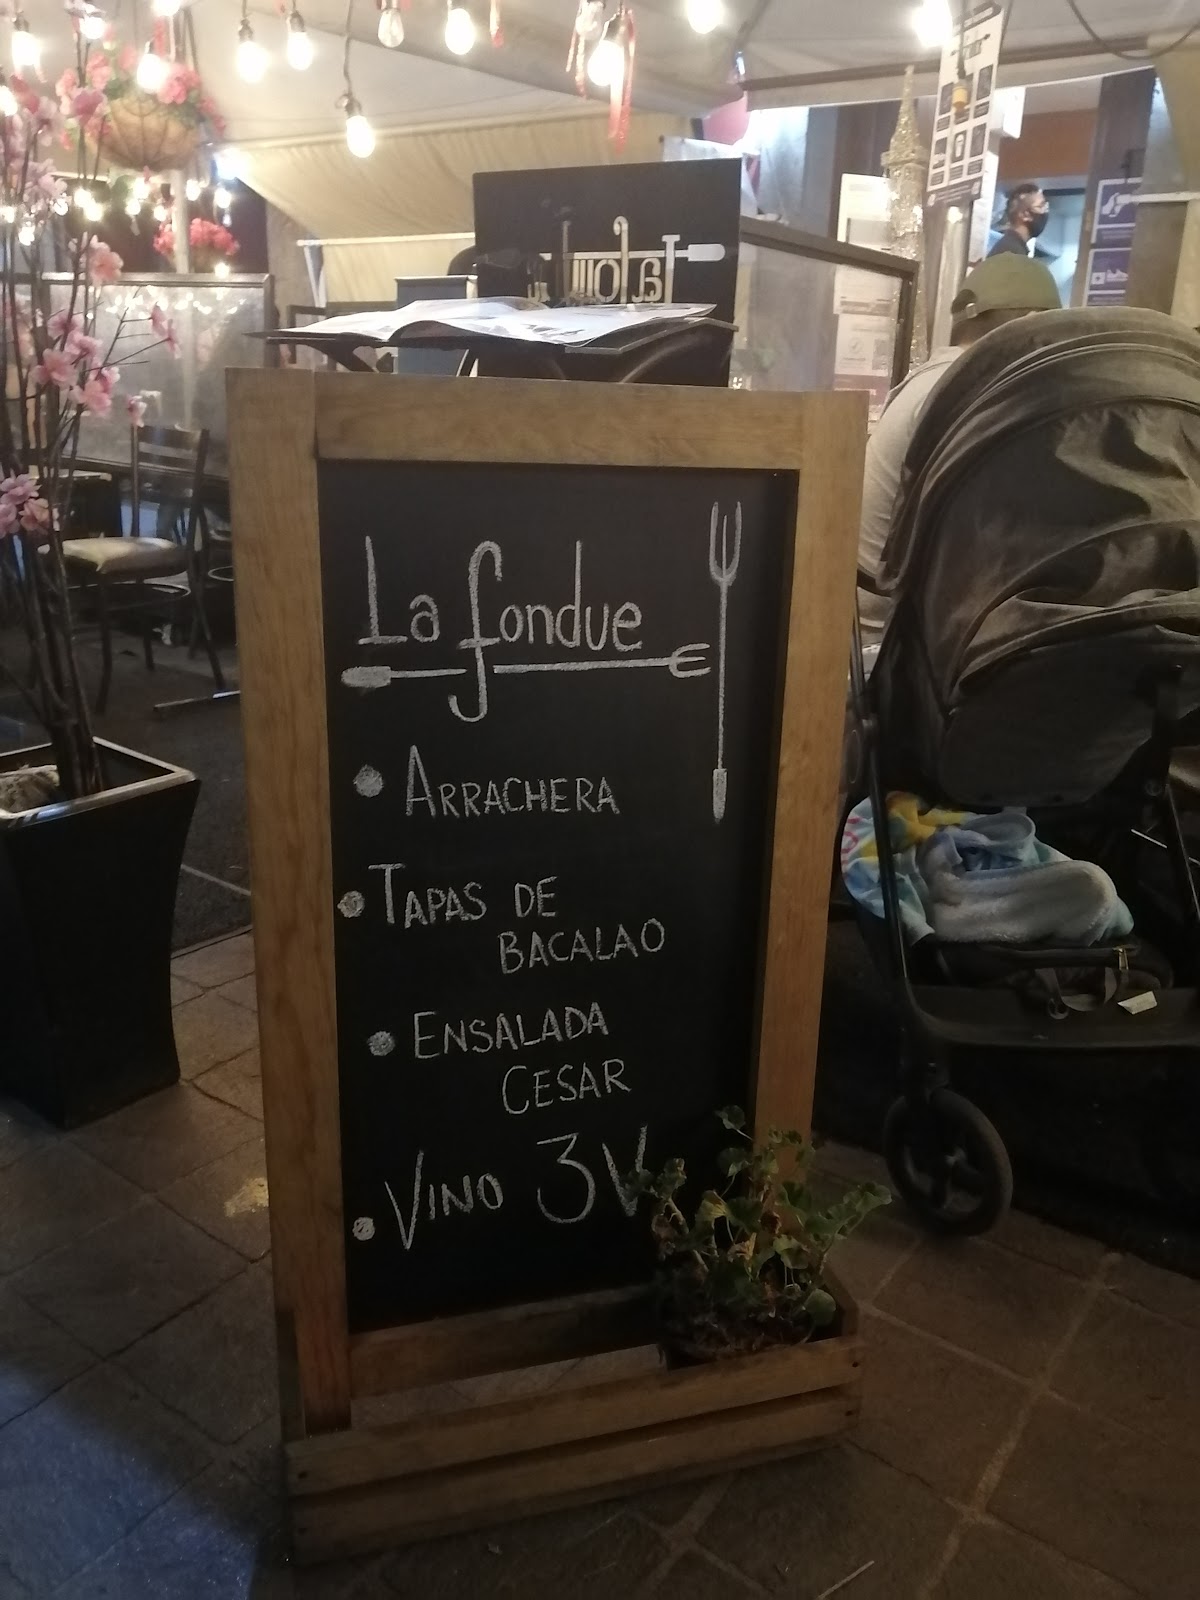 La fondue
• ARRACHERA
• TAPAS DE
BACALAO
• ENSALADA
CESAR
• VINO 3V